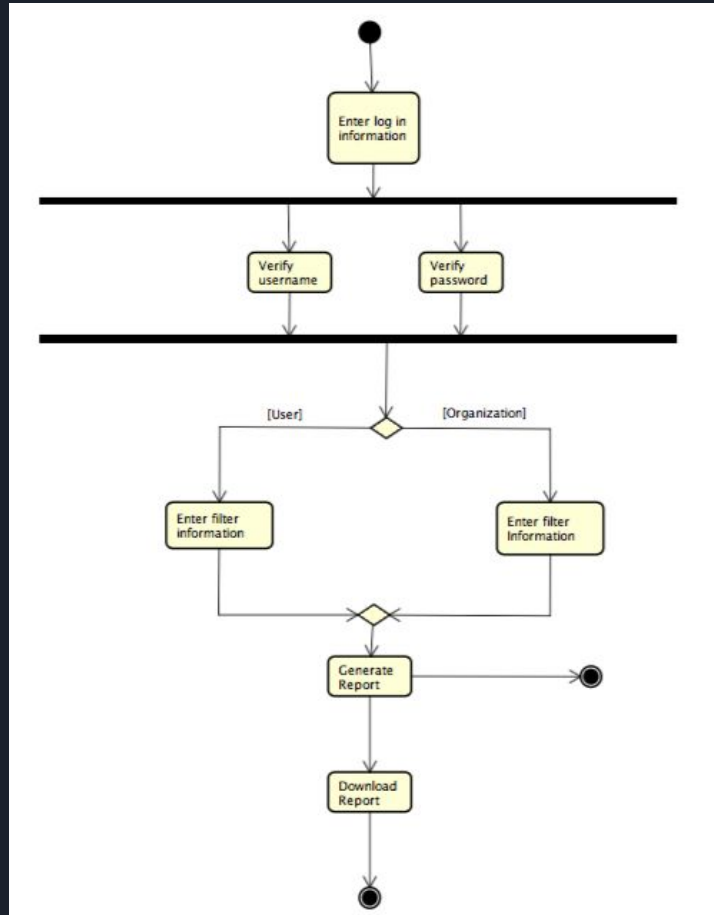 Enter log in
information
Verify
username
Verify
password
[User]
[Organization]
Enter filter
information
Enter filter
Information
Generate
Report
Download
Report